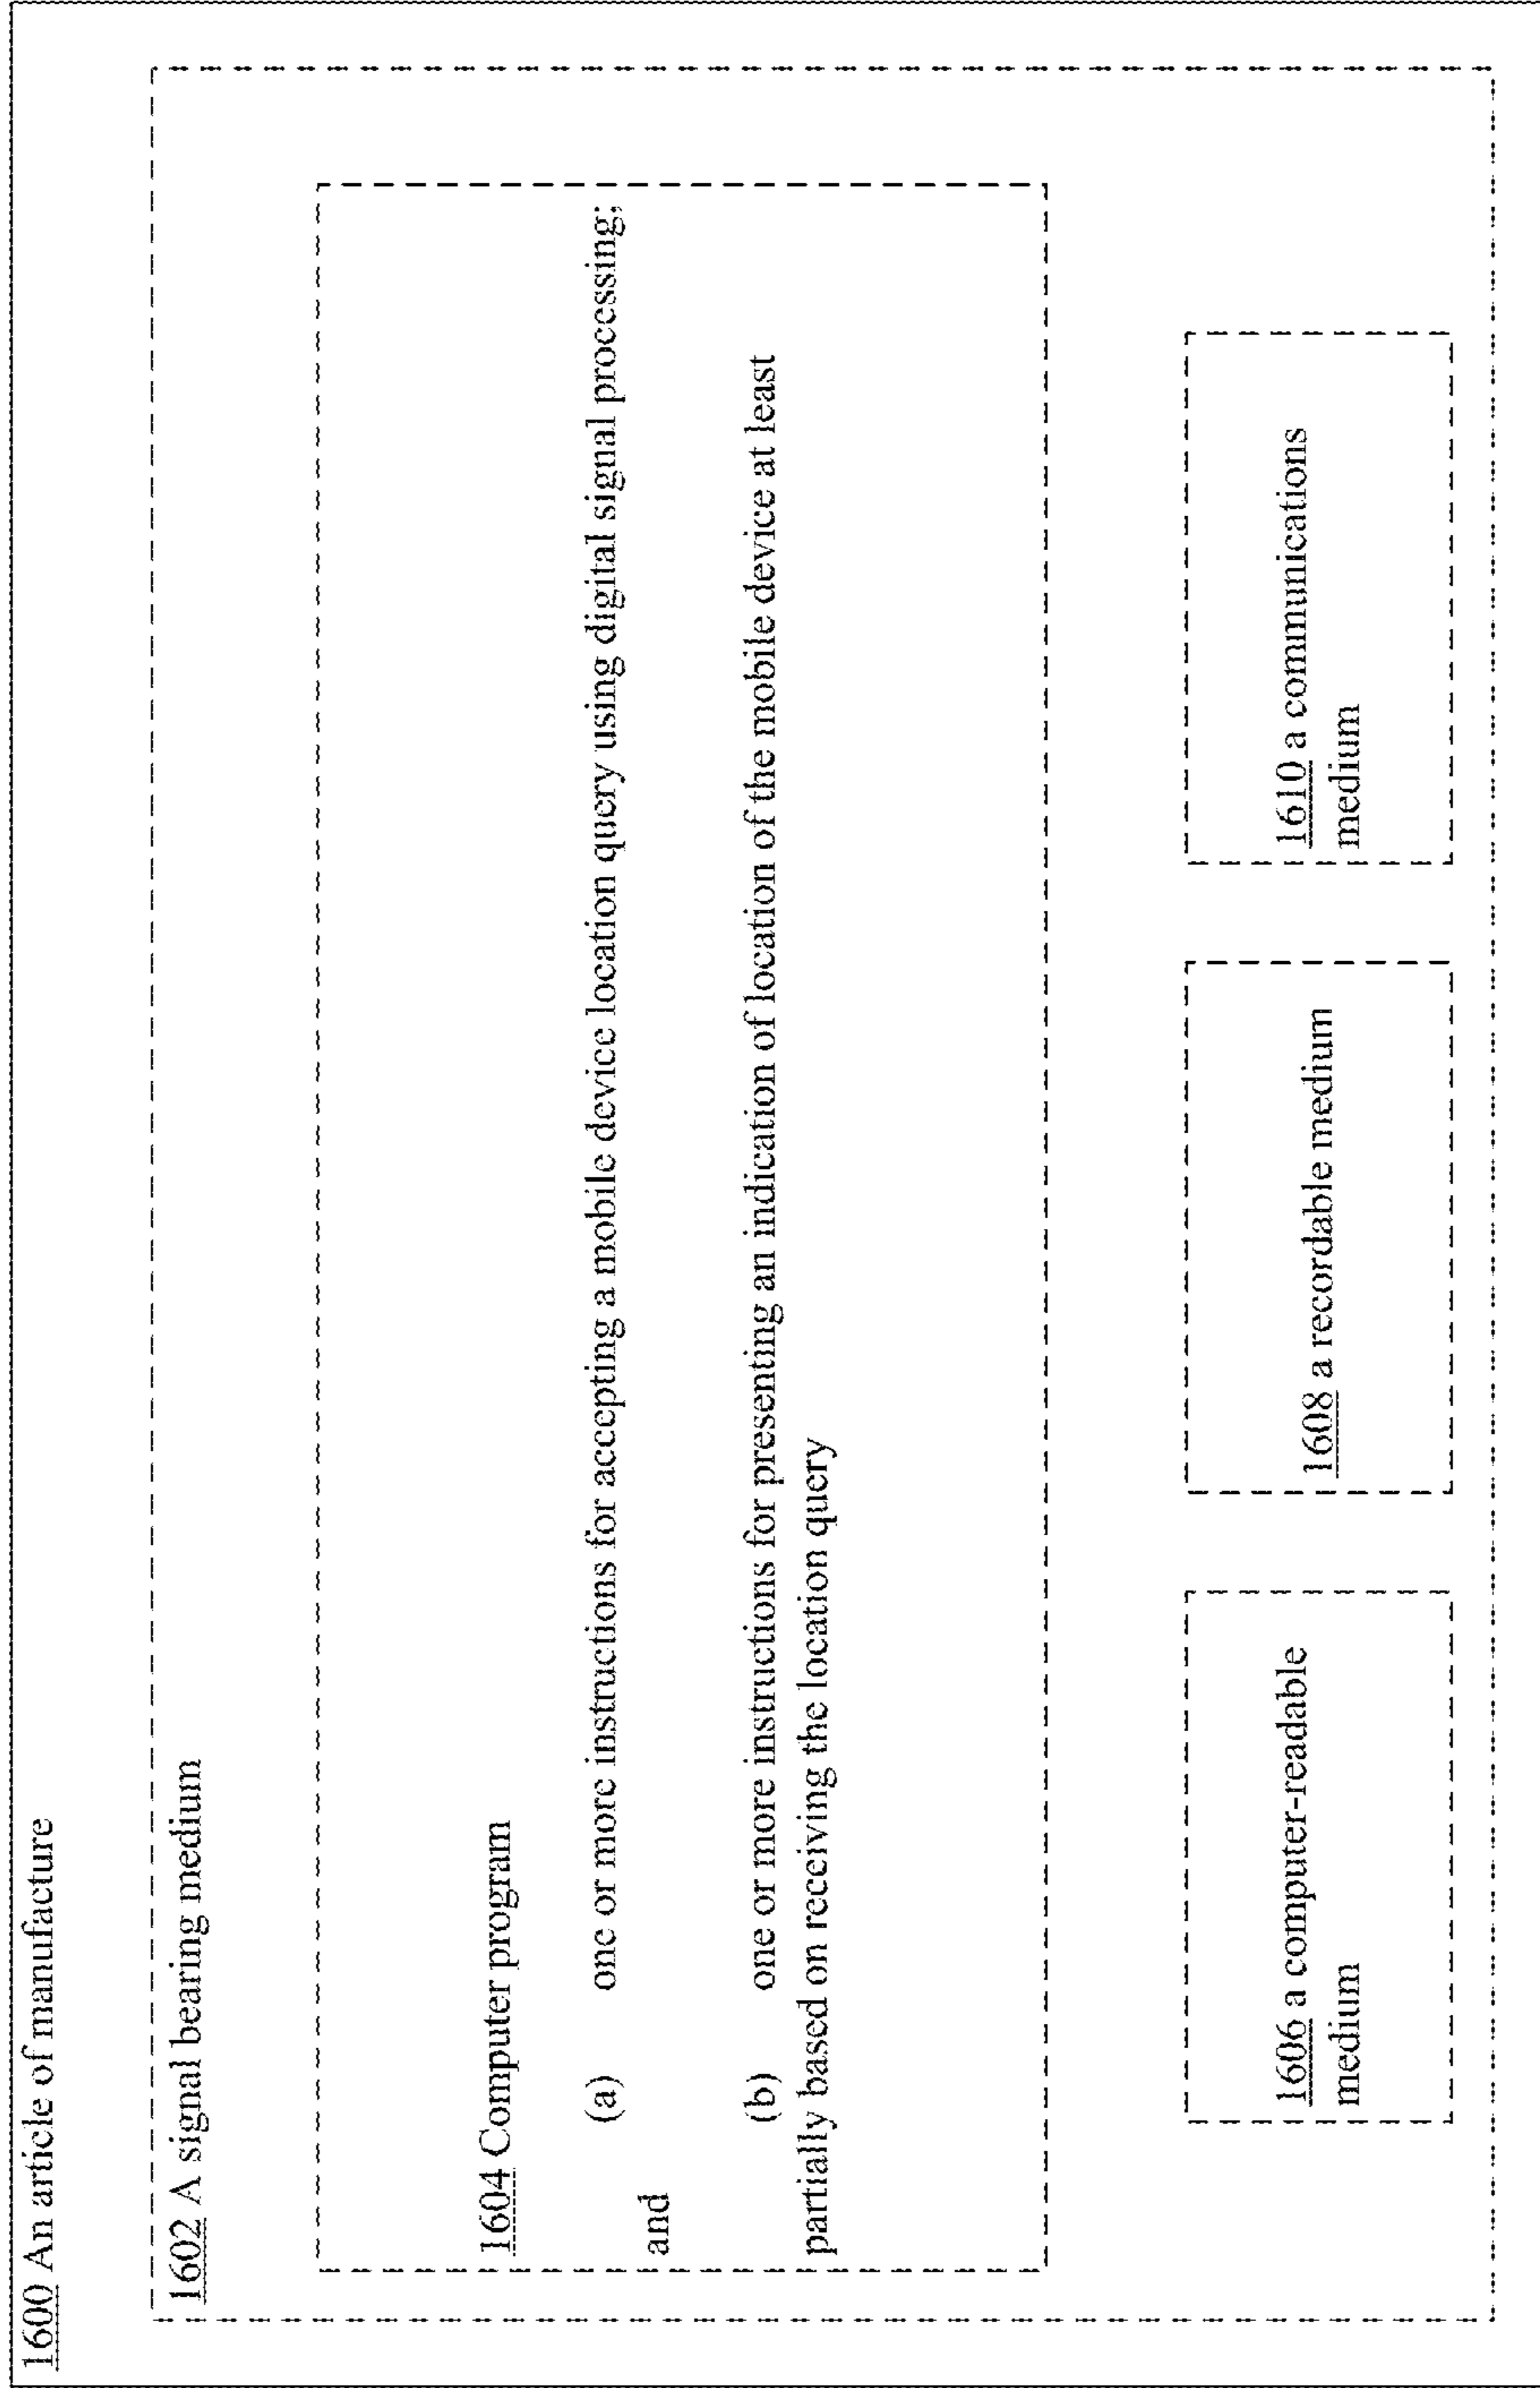 1600 An article of manufacture
1602 A signal bearing medium
1604 Computer program
(a) one or more instructions for accepting a mobile device location query using digital signal processing;
and
(b) one or more instructions for presenting an indication of location of the mobile device at least
partially based on receiving the location query
1606 a computer-readable
medium
1608 a recordable medium
1610 a communications
medium